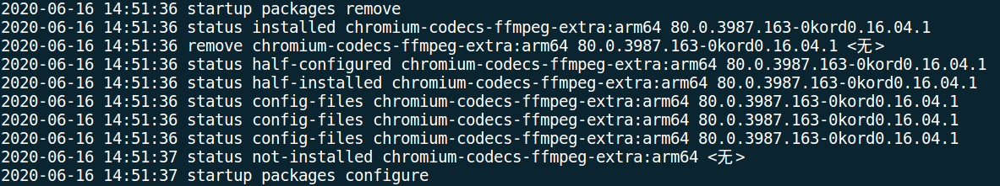 2020-06-16 14:51:36 startup packages remove
2020-06-16 14:51:36 status installed chromium-codecs-ffmpeg-extra:arm64 80.0.3987.163-0kord0.16.04.1
2020-06-16 14:51:36 remove chromium-codecs-ffmpeg-extra:arm64 80.0.3987.163-0kord0.16.04.1 <无>
2020-06-16 14:51:36 status half-configured chromium-codecs-ffmpeg-extra:arm64 80.0.3987.163-0kord0.16.04.1
2020-06-16 14:51:36 status half-installed chromium-codecs-ffmpeg-extra:arm64 80.0.3987.163-0kord0.16.04.1
2020-06-16 14:51:36 status config-files chromium-codecs-ffmpeg-extra:arm64 80.0.3987.163-0kord0.16.04.1
2020-06-16 14:51:36 status config-files chromium-codecs-ffmpeg-extra:arm64 80.0.3987.163-0kord0.16.04.1
2020-06-16 14:51:36 status config-files chromium-codecs-ffmpeg-extra:arm64 80.0.3987.163-0kord0.16.04.1
2020-06-16 14:51:37 status not-installed chromium-codecs-ffmpeg-extra:arm64 <无>
2020-06-16 14:51:37 startup packages configure